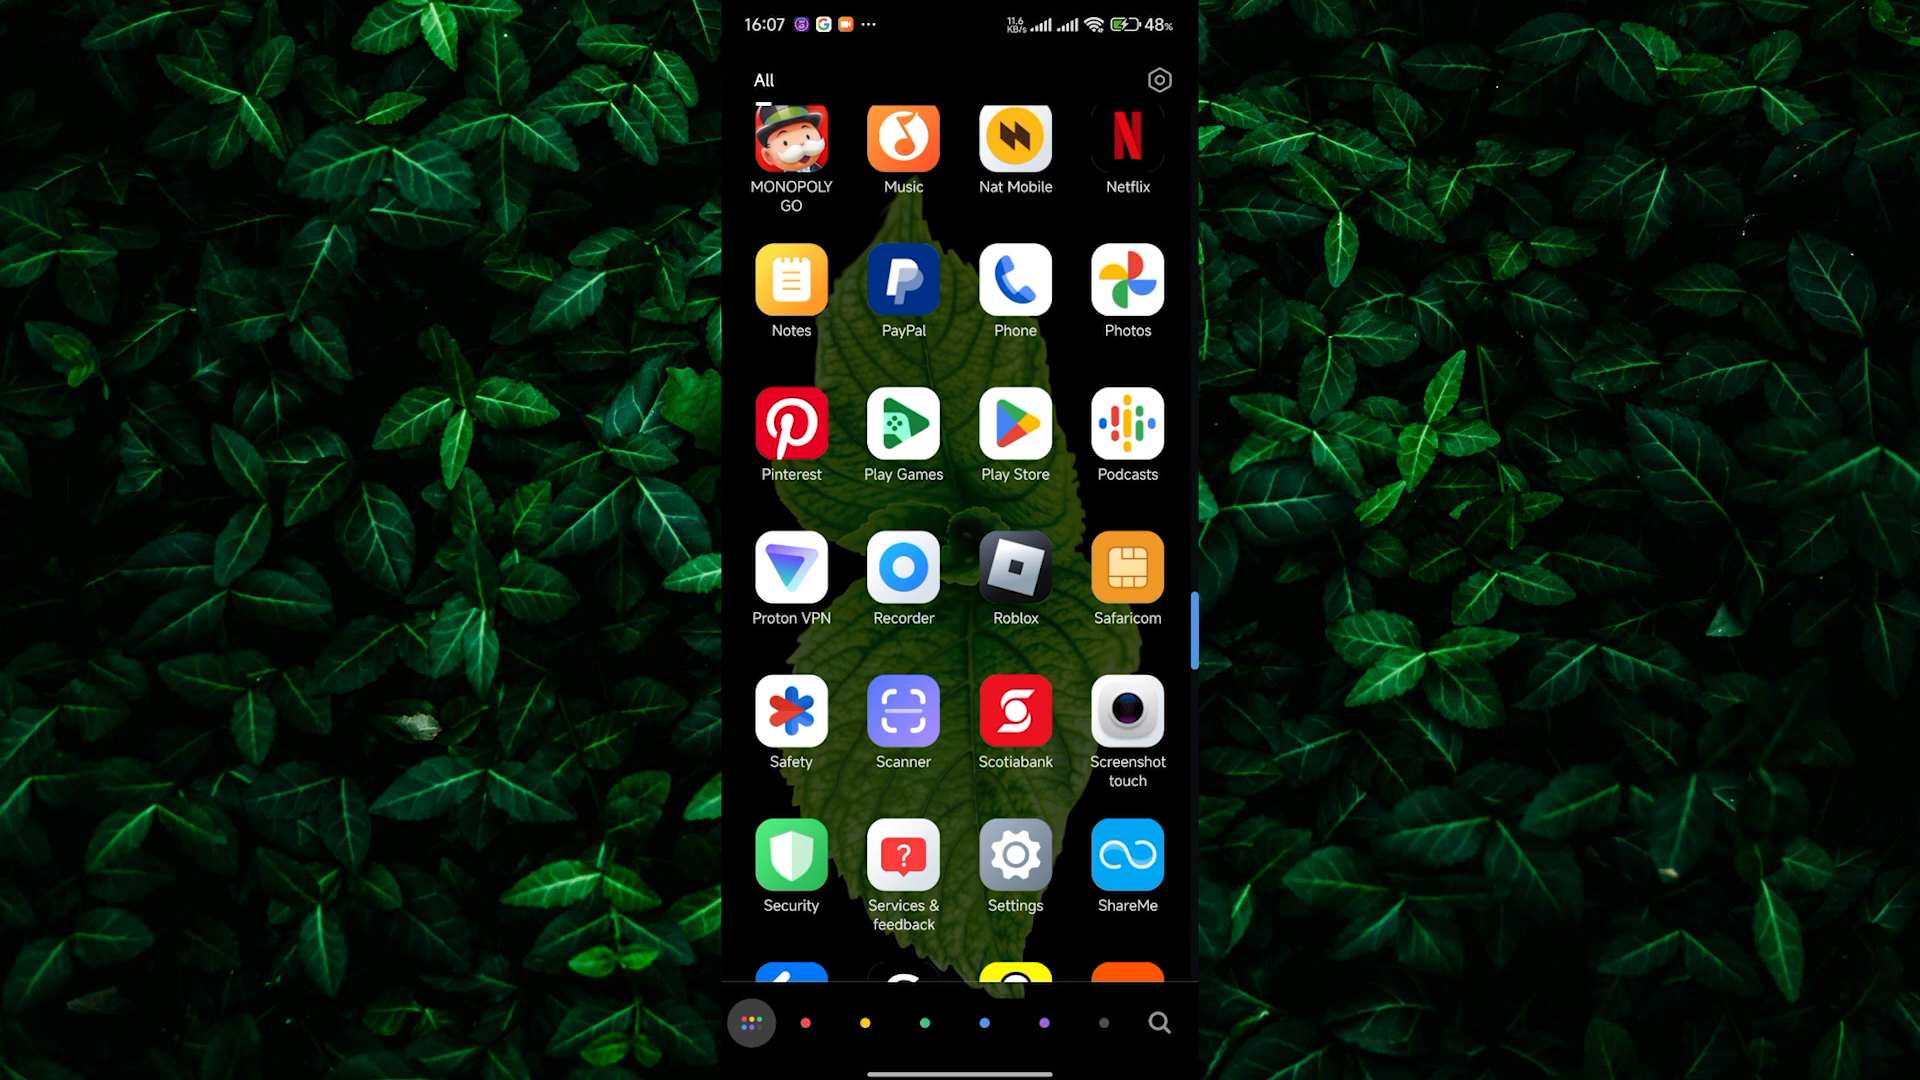 16:07
11.6
KB/s
48%
All
MONOPOLY
GO
Music
Nat Mobile
Netflix
Notes
PayPal
Phone
Photos
Pinterest
Play Games
Play Store
Podcasts
Proton VPN
Recorder
Roblox
Safaricom
Safety
Scanner
Scotiabank
Screenshot
touch
Security
Services &
feedback
Settings
ShareMe